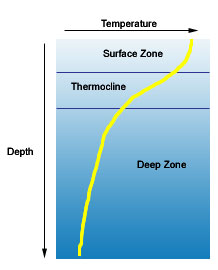 Temperature
Surface Zone
Thermocline
Depth
Deep Zone